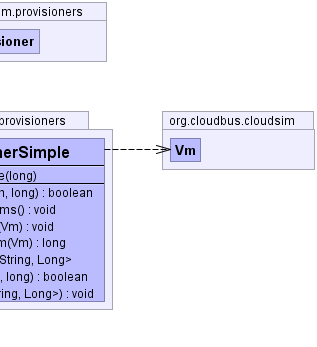 m.provisioners
sioner
provisioners
org.cloudbus.cloudsim
nerSimple
Vm
e(long)
n, long) : boolean
ms() : void
(Vm) : void
m(Vm) : long
String, Long>
, long) : boolean
ring, Long>) : void